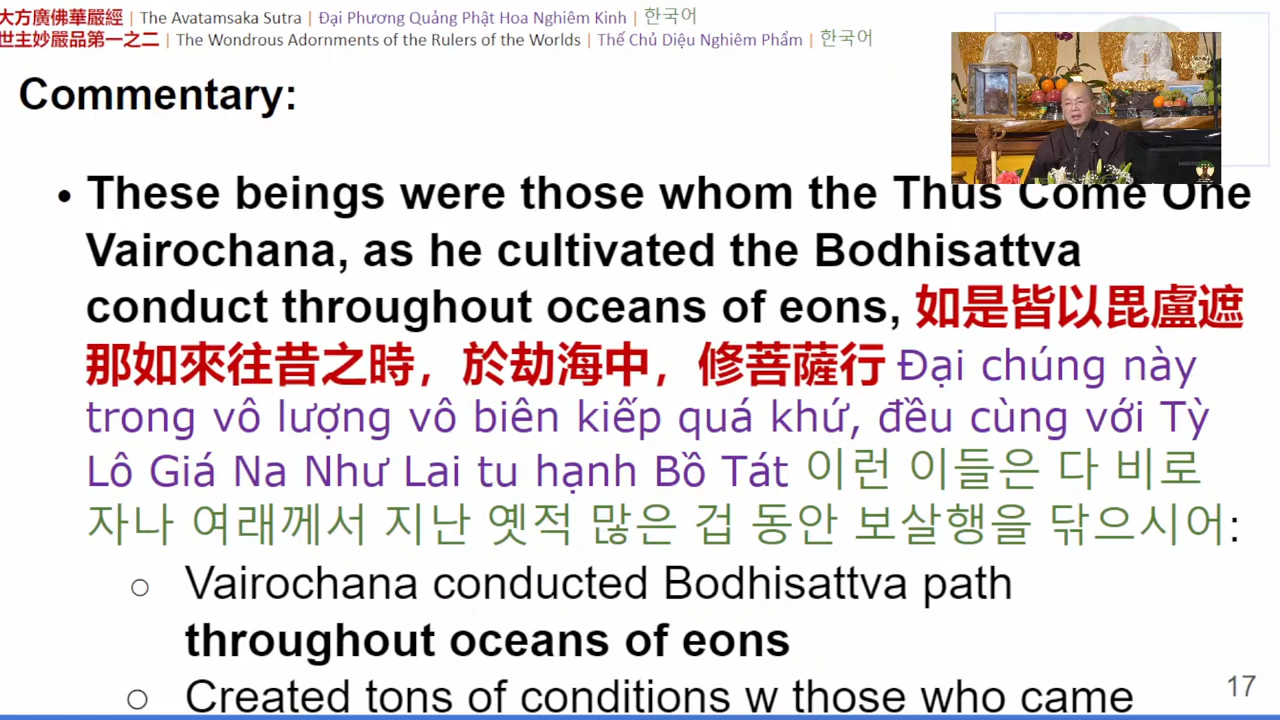 大方廣佛華嚴經 | The Avatamsaka Sutra | Đại Phương Quảng Phật Hoa Nghiêm Kinh | 한국어
世主妙嚴品第一之二 | The Wondrous Adornments of the Rulers of the Worlds | Thế Chủ Diệu Nghiêm Phẩm | 한국어
Commentary:
• These beings were those whom the Thus Come One
Vairochana, as he cultivated the Bodhisattva
conduct throughout oceans of eons, 如是皆以毘盧遮
那如來往昔之時，於劫海中，修菩薩行 Đại chúng này
trong vô lượng vô biên kiếp quá khứ, đều cùng với Tỳ
Lô Giá Na Như Lai tu hạnh Bồ Tát 이런 이들은 다 비로
자나 여래께서 지난 옛적 많은 겁 동안 보살행을 닦으시어:
○ Vairochana conducted Bodhisattva path
throughout oceans of eons
○ Created tons of conditions w those who came
17